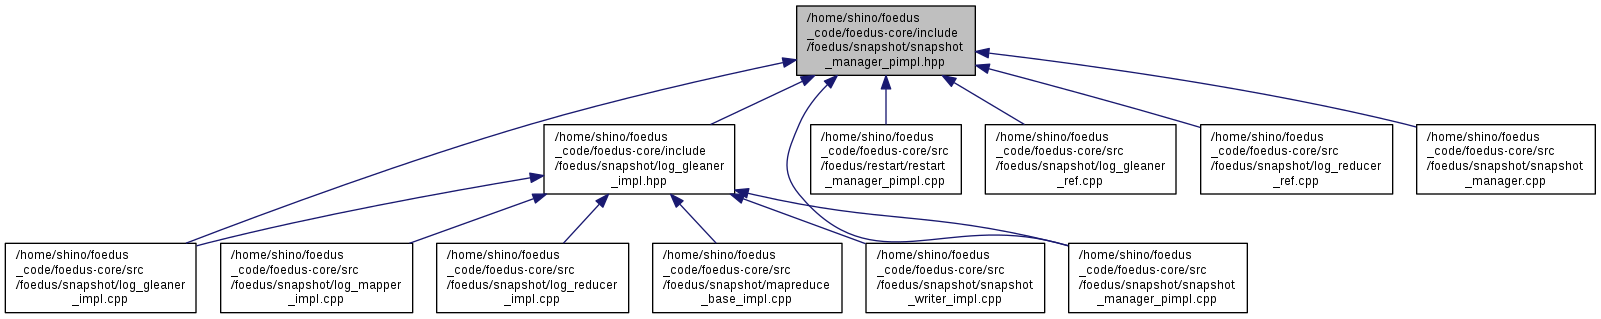 /home/shino/foedus
_code/foedus-core/include
/foedus/snapshot/snapshot
_manager_pimpl.hpp
/home/shino/foedus
_code/foedus-core/include
/foedus/snapshot/log_gleaner
_impl.hpp
/home/shino/foedus
_code/foedus-core/src
/foedus/restart/restart
_manager_pimpl.cpp
/home/shino/foedus
_code/foedus-core/src
/foedus/snapshot/log_gleaner
_ref.cpp
/home/shino/foedus
_code/foedus-core/src
/foedus/snapshot/log_reducer
_ref.cpp
/home/shino/foedus
_code/foedus-core/src
/foedus/snapshot/snapshot
_manager.cpp
/home/shino/foedus
_code/foedus-core/src
/foedus/snapshot/log_gleaner
_impl.cpp
/home/shino/foedus
_code/foedus-core/src
/foedus/snapshot/log_mapper
_impl.cpp
/home/shino/foedus
_code/foedus-core/src
/foedus/snapshot/log_reducer
_impl.cpp
/home/shino/foedus
_code/foedus-core/src
/foedus/snapshot/mapreduce
_base_impl.cpp
/home/shino/foedus
_code/foedus-core/src
/foedus/snapshot/snapshot
_writer_impl.cpp
/home/shino/foedus
_code/foedus-core/src
/foedus/snapshot/snapshot
_manager_pimpl.cpp